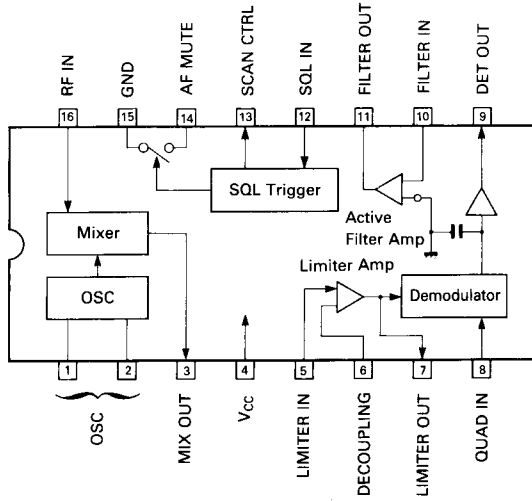 RF IN
GND
AF MUTE
SCAN CTRL
SQL IN
FILTER OUT
FILTER IN
DET OUT
16
15
14
13
12
11
10
9
SQL Trigger
Mixer
Active
Filter Amp
Limiter Amp
OSC
Demodulator
1
2
3
4
5
6
7
8
OSC
MIX OUT
VCC
LIMITER IN
DECOUPLING
LIMITER OUT
QUAD IN